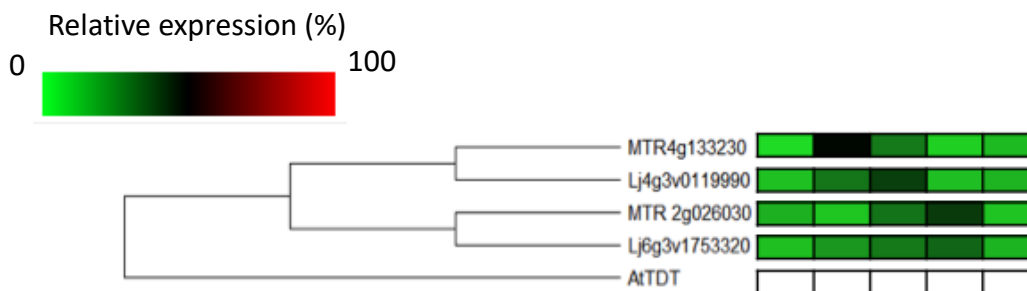 Relative expression (%)
0 100
MTR4g133230
Lj4g3v0119990
MTR 2g026030
Lj6g3v1753320
AtTDT